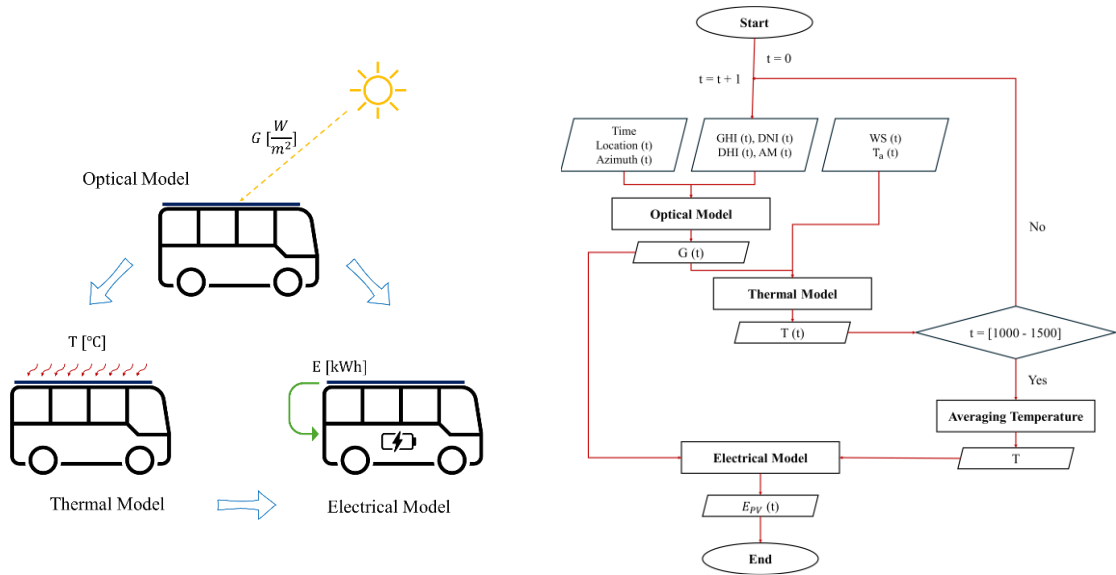 G [W/m²]
Optical Model
T [°C]
Thermal Model
E [kWh]
Electrical Model
Start
t = 0
t = t + 1
Time
Location (t)
Azimuth (t)
GHI (t), DNI (t)
DHI (t), AM (t)
WS (t)
Tₐ (t)
Optical Model
G (t)
No
Thermal Model
T (t)
t = [1000 - 1500]
Yes
Averaging Temperature
T
Electrical Model
E_PV (t)
End